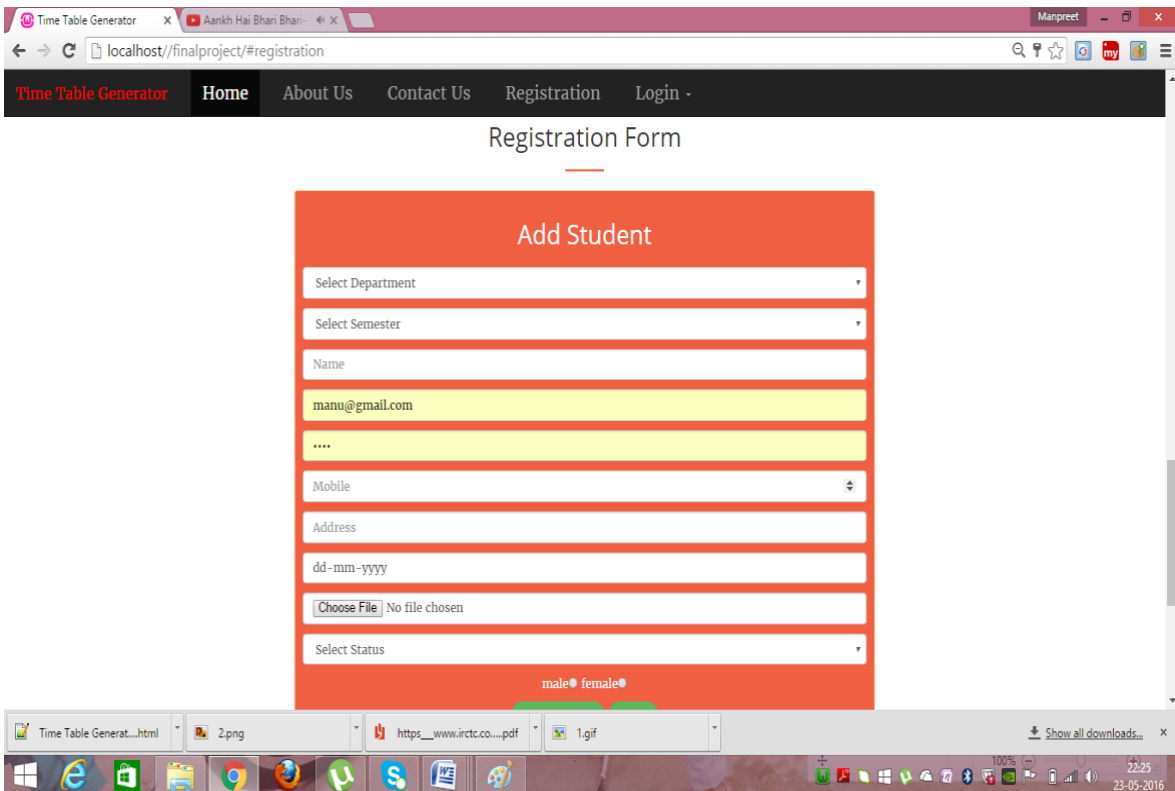 Time Table Generator
Aankh Hai Bhari Bhari-
Manpreet
localhost//finalproject/#registration
my
Time Table Generator Home About Us Contact Us Registration Login
Registration Form
Add Student
Select Department
Select Semester
Name
manu@gmail.com
••••
Mobile
Address
dd-mm-yyyy
Choose File No file chosen
Select Status
male female
Time Table Generat....html
2.png
https__www.irctc.co.....pdf
1.gif
Show all downloads...
100%
22:25
23-05-2016